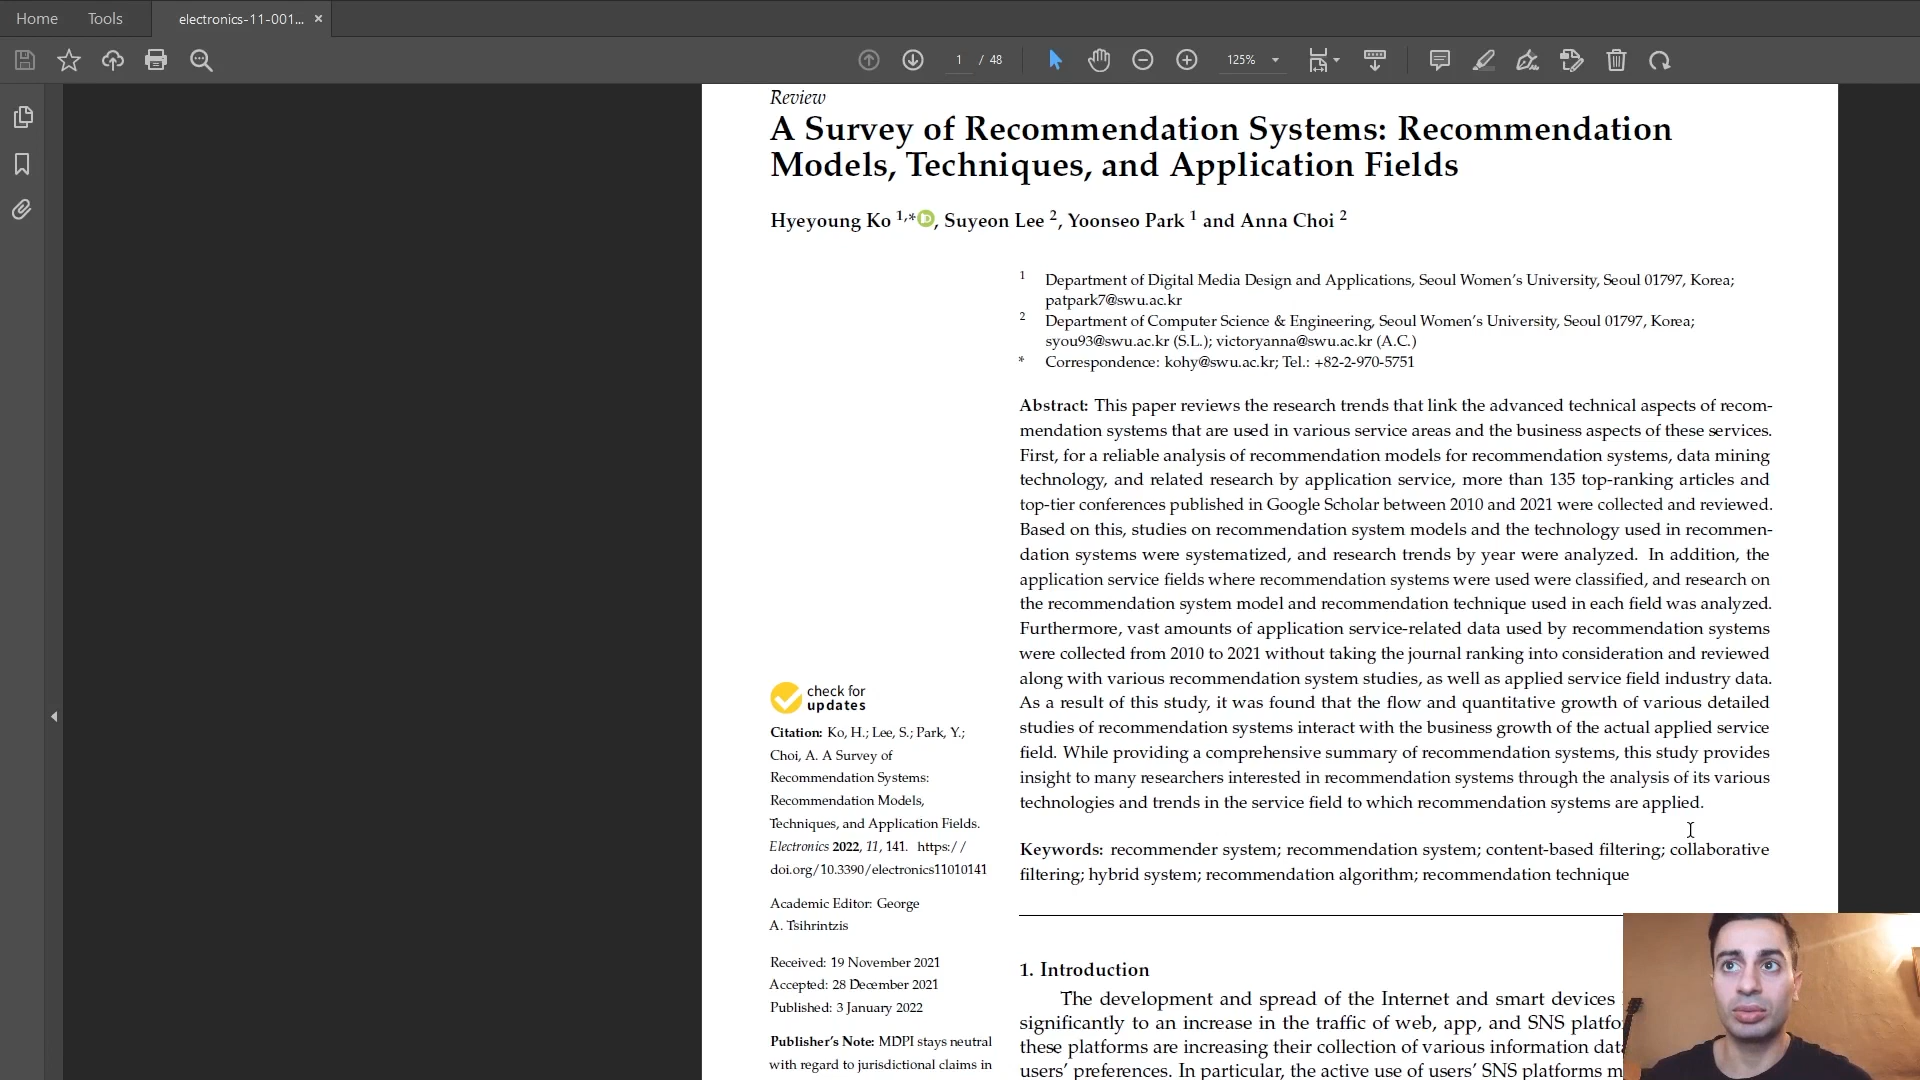 Home Tools electronics-11-001... ×
1 / 48 125%
Review
A Survey of Recommendation Systems: Recommendation
Models, Techniques, and Application Fields
Hyeyoung Ko 1,* iD, Suyeon Lee 2, Yoonseo Park 1 and Anna Choi 2
1 Department of Digital Media Design and Applications, Seoul Women's University, Seoul 01797, Korea;
patpark7@swu.ac.kr
2 Department of Computer Science & Engineering, Seoul Women's University, Seoul 01797, Korea;
syou93@swu.ac.kr (S.L.); victoryanna@swu.ac.kr (A.C.)
* Correspondence: kohy@swu.ac.kr; Tel.: +82-2-970-5751
Abstract: This paper reviews the research trends that link the advanced technical aspects of recom-
mendation systems that are used in various service areas and the business aspects of these services.
First, for a reliable analysis of recommendation models for recommendation systems, data mining
technology, and related research by application service, more than 135 top-ranking articles and
top-tier conferences published in Google Scholar between 2010 and 2021 were collected and reviewed.
Based on this, studies on recommendation system models and the technology used in recommen-
dation systems were systematized, and research trends by year were analyzed. In addition, the
application service fields where recommendation systems were used were classified, and research on
the recommendation system model and recommendation technique used in each field was analyzed.
Furthermore, vast amounts of application service-related data used by recommendation systems
were collected from 2010 to 2021 without taking the journal ranking into consideration and reviewed
along with various recommendation system studies, as well as applied service field industry data.
As a result of this study, it was found that the flow and quantitative growth of various detailed
studies of recommendation systems interact with the business growth of the actual applied service
field. While providing a comprehensive summary of recommendation systems, this study provides
insight to many researchers interested in recommendation systems through the analysis of its various
technologies and trends in the service field to which recommendation systems are applied.
Keywords: recommender system; recommendation system; content-based filtering; collaborative
filtering; hybrid system; recommendation algorithm; recommendation technique
check for
updates
Citation: Ko, H.; Lee, S.; Park, Y.;
Choi, A. A Survey of
Recommendation Systems:
Recommendation Models,
Techniques, and Application Fields.
Electronics 2022, 11, 141. https://
doi.org/10.3390/electronics11010141
Academic Editor: George
A. Tsihrintzis
Received: 19 November 2021
Accepted: 28 December 2021
Published: 3 January 2022
Publisher's Note: MDPI stays neutral
with regard to jurisdictional claims in
1. Introduction
The development and spread of the Internet and smart devices
significantly to an increase in the traffic of web, app, and SNS platfo
these platforms are increasing their collection of various information data
users' preferences. In particular, the active use of users' SNS platforms m